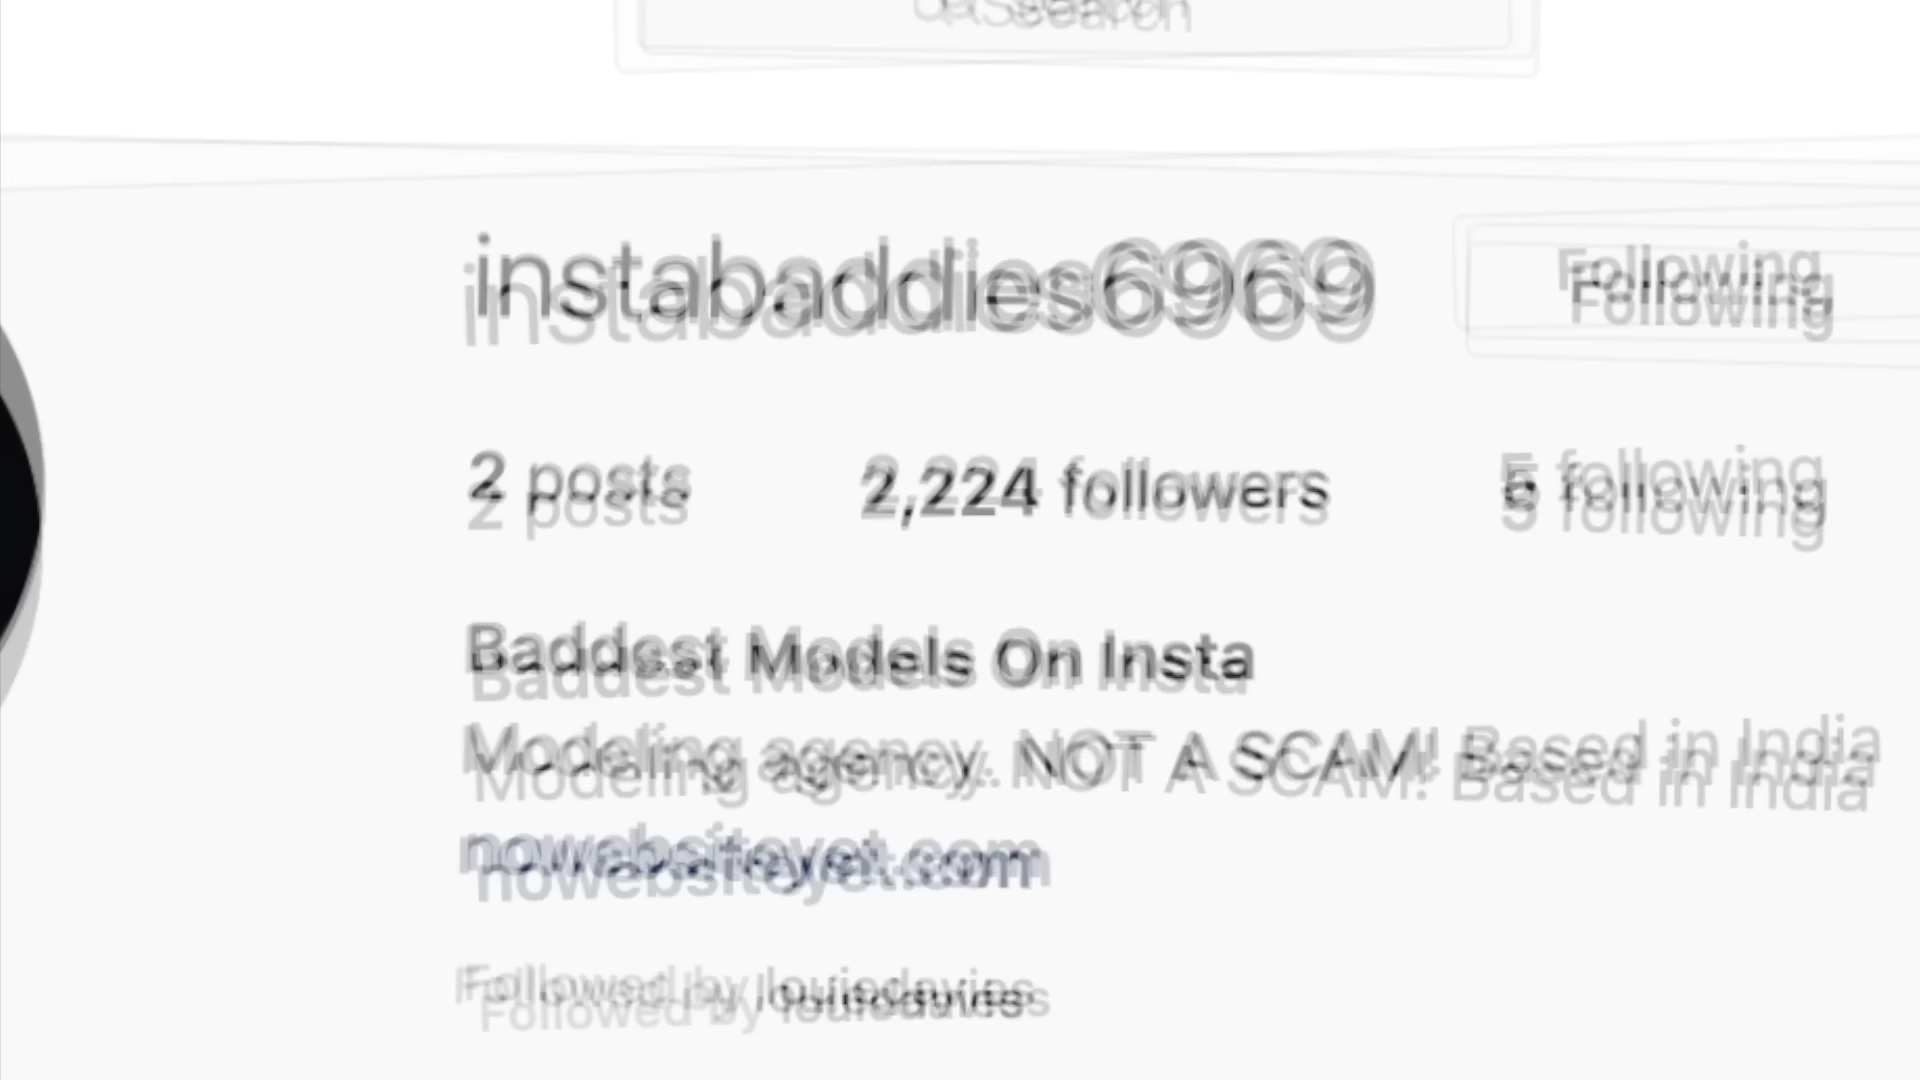 Search
instabaddies6969 Following
2 posts 2,224 followers 5 following
Baddest Models On Insta
Modeling agency. NOT A SCAM! Based in India
nowebsiteyet.com
Followed by louisdavies